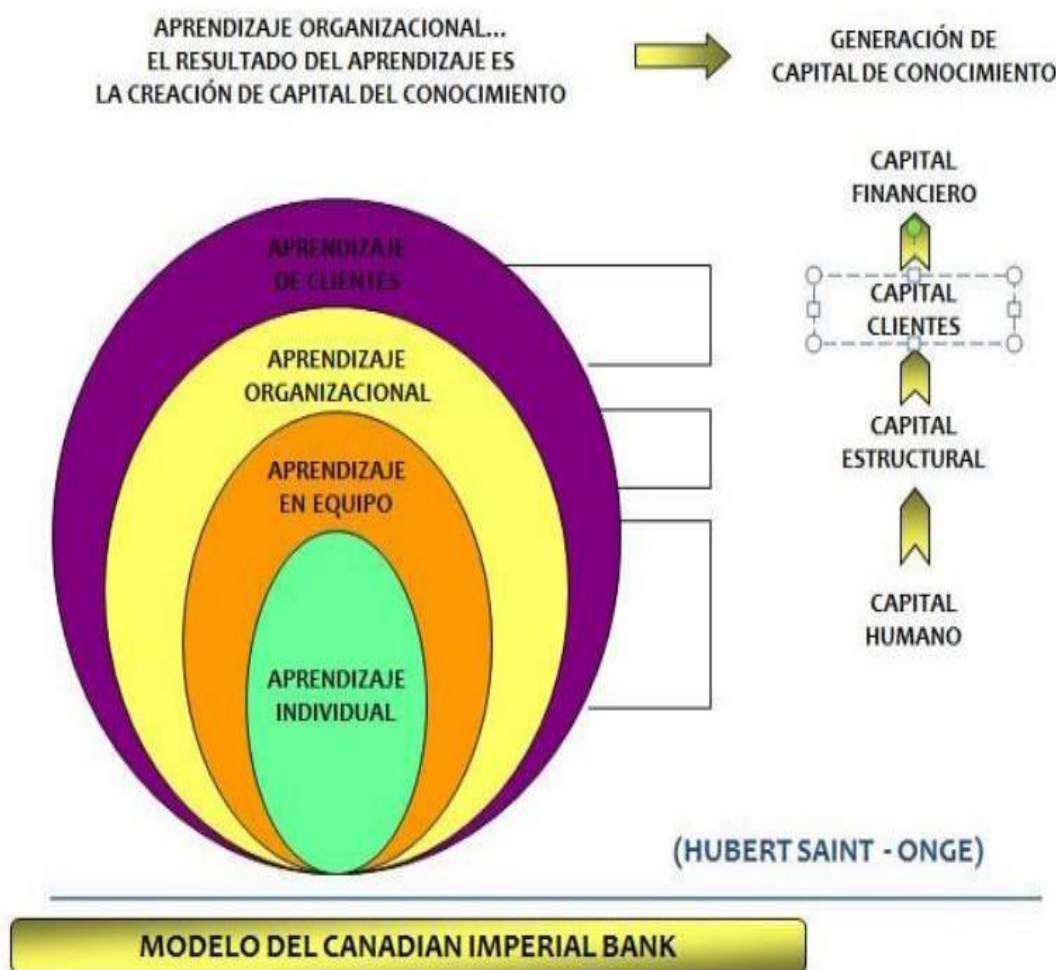 APRENDIZAJE ORGANIZACIONAL...
EL RESULTADO DEL APRENDIZAJE ES
LA CREACIÓN DE CAPITAL DEL CONOCIMIENTO
GENERACIÓN DE
CAPITAL DE CONOCIMIENTO
APRENDIZAJE
DE CLIENTES
APRENDIZAJE
ORGANIZACIONAL
APRENDIZAJE
EN EQUIPO
APRENDIZAJE
INDIVIDUAL
CAPITAL
FINANCIERO
CAPITAL
CLIENTES
CAPITAL
ESTRUCTURAL
CAPITAL
HUMANO
(HUBERT SAINT - ONGE)
MODELO DEL CANADIAN IMPERIAL BANK